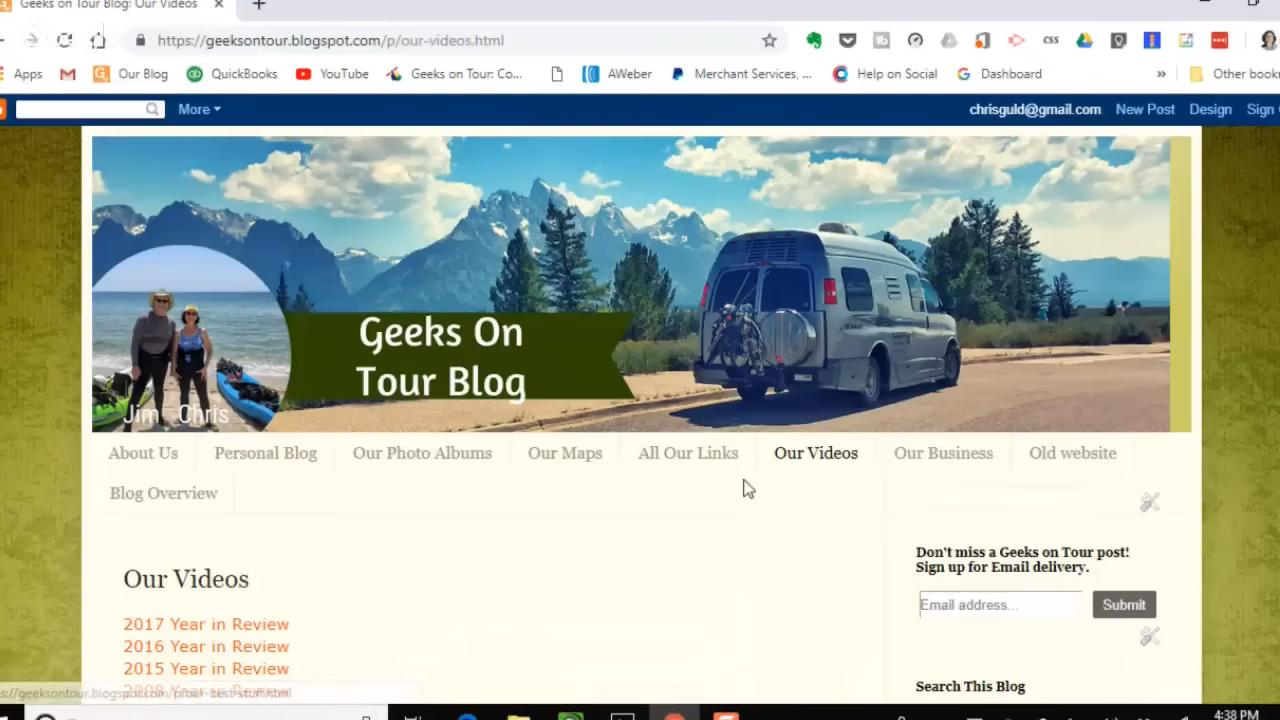 Geeks on Tour Blog: Our Videos
https://geeksontour.blogspot.com/p/our-videos.html
css
Apps
Our Blog
QuickBooks
YouTube
Geeks on Tour: Co...
AWeber
Merchant Services, ...
Help on Social
Dashboard
»
Other book
More
chrisguld@gmail.com
New Post
Design
Sign
Geeks On
Tour Blog
Jim Chris
About Us
Personal Blog
Our Photo Albums
Our Maps
All Our Links
Our Videos
Our Business
Old website
Blog Overview
Don't miss a Geeks on Tour post!
Sign up for Email delivery.
Email address...
Submit
Our Videos
2017 Year in Review
2016 Year in Review
2015 Year in Review
Search This Blog
4:38 PM